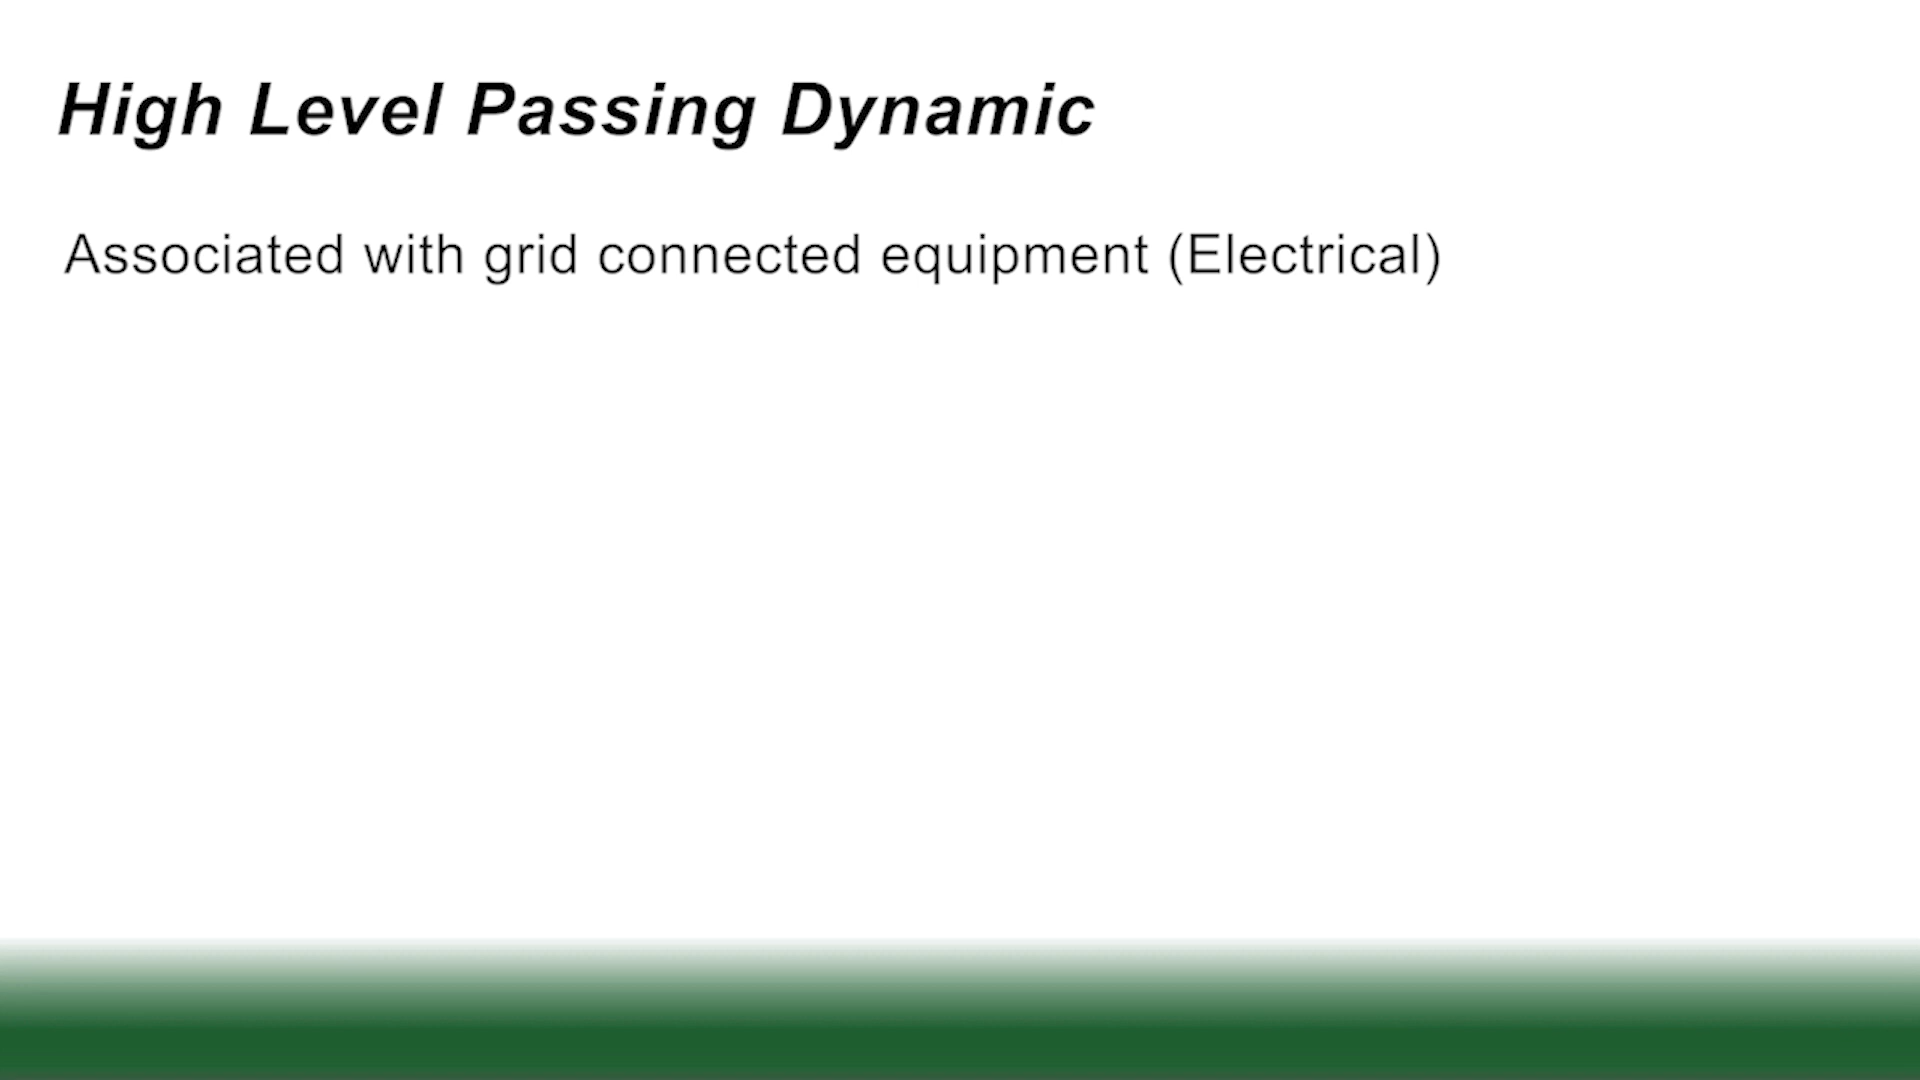 High Level Passing Dynamic
Associated with grid connected equipment (Electrical)